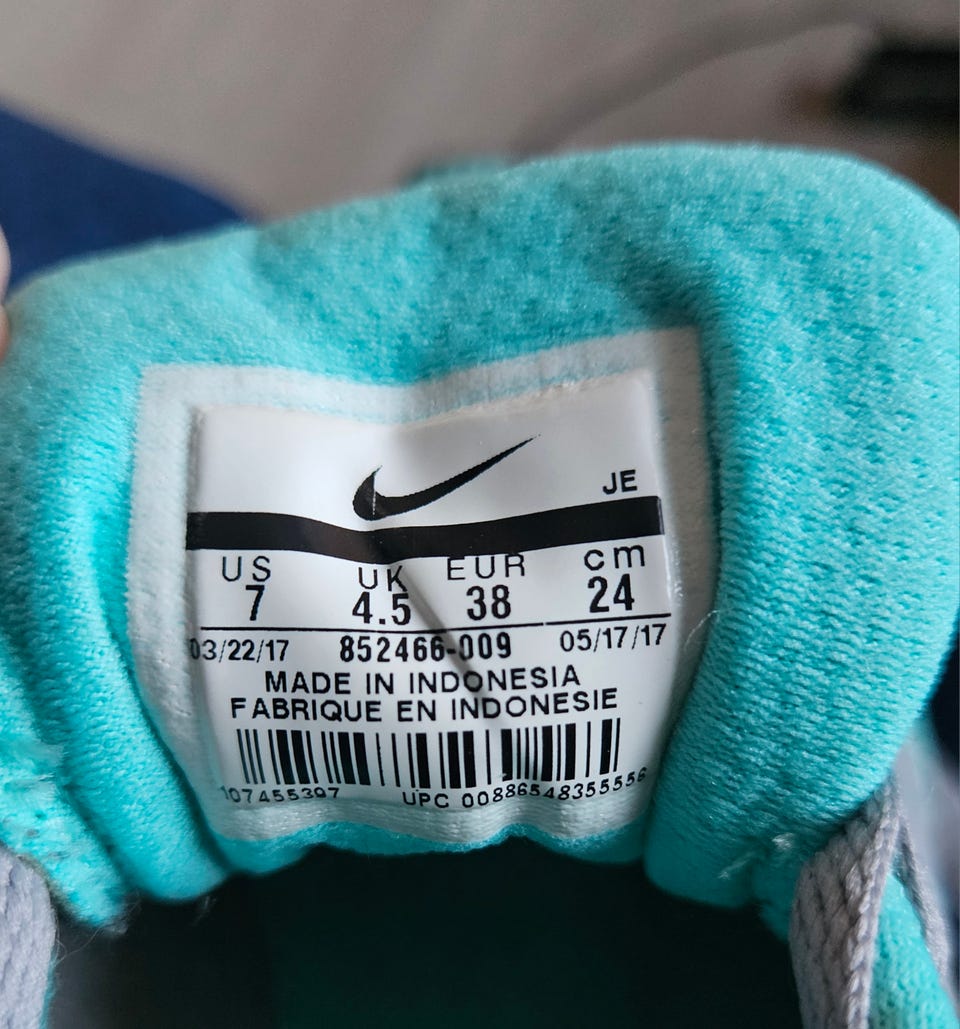 JE
US UK EUR cm
7 4.5 38 24
03/22/17 852466-009 05/17/17
MADE IN INDONESIA
FABRIQUE EN INDONESIE
107455397 UPC 00886548355556